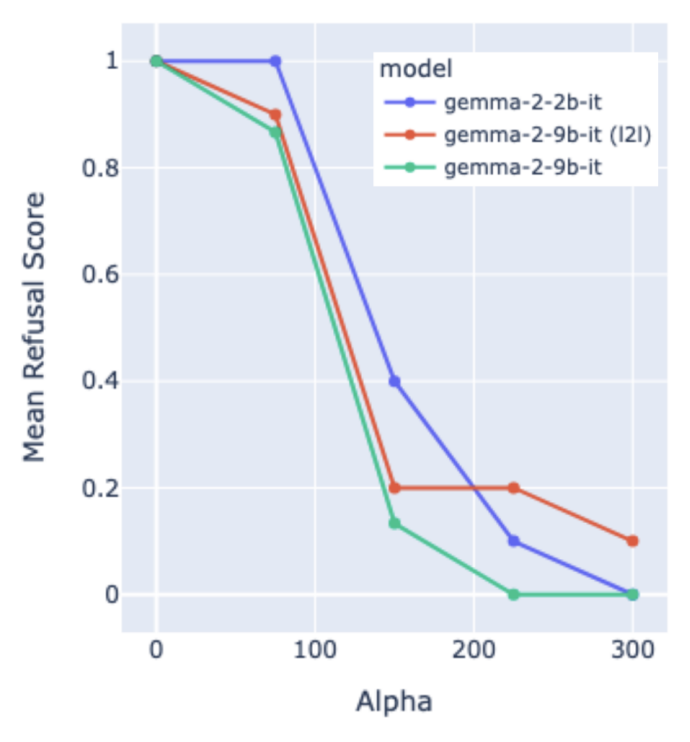 model
gemma-2-2b-it
gemma-2-9b-it (l2l)
gemma-2-9b-it
Mean Refusal Score
1
0.8
0.6
0.4
0.2
0
0 100 200 300
Alpha